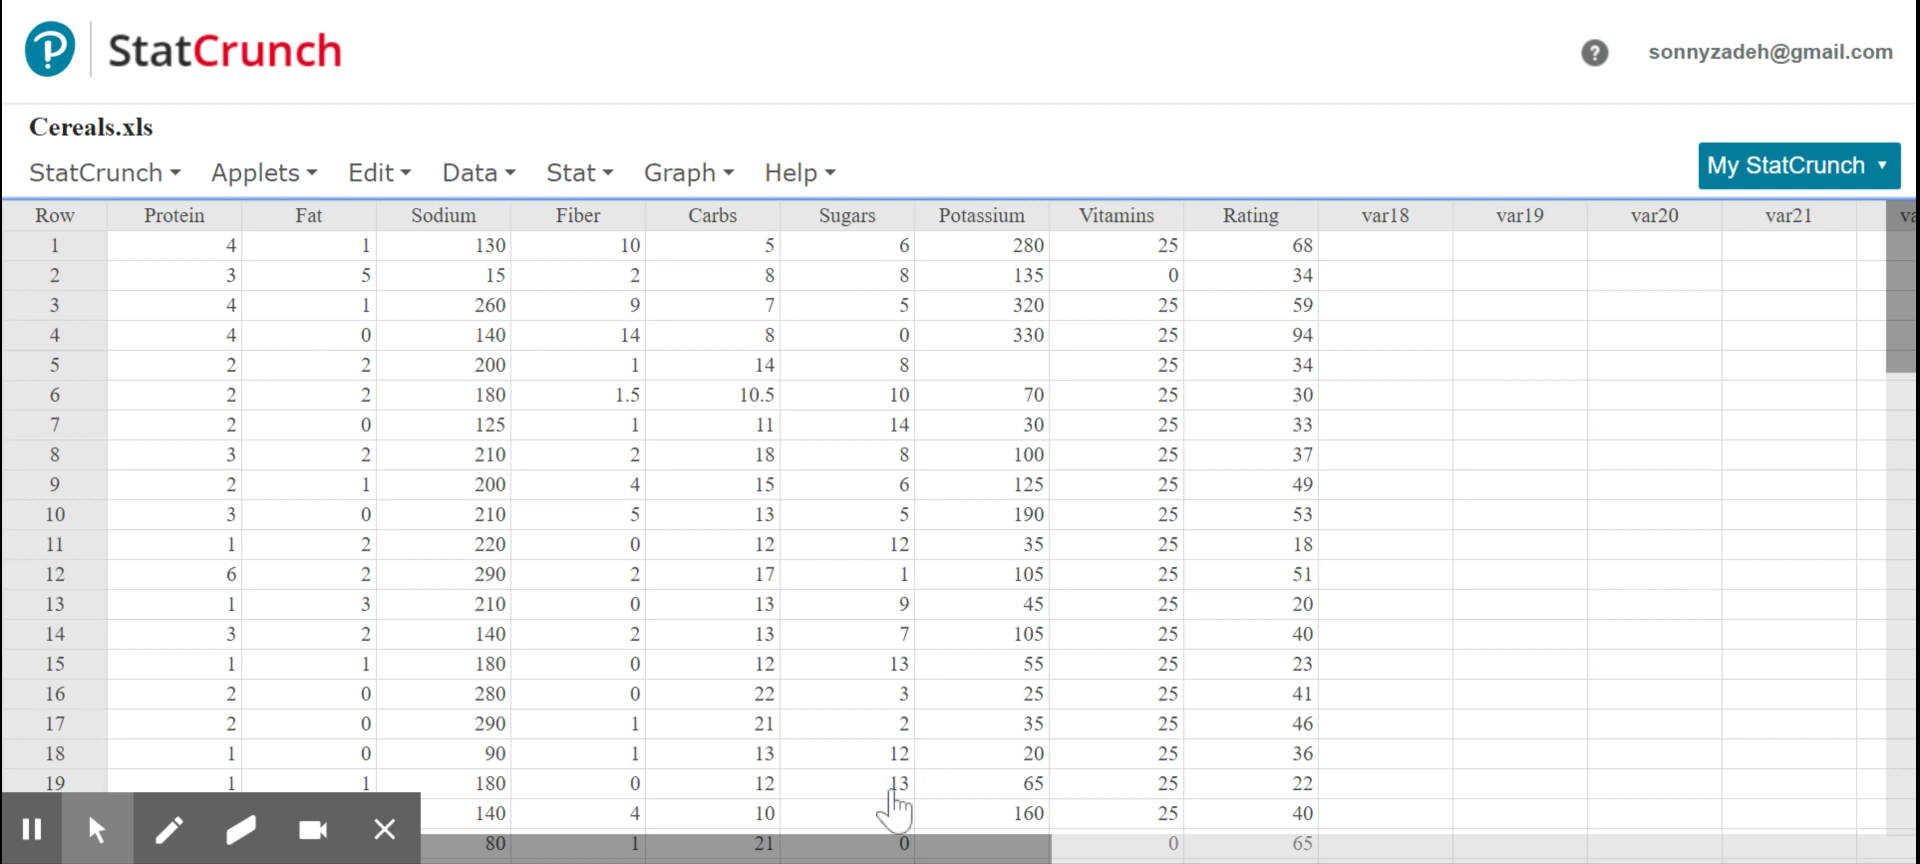 StatCrunch
? sonnyzadeh@gmail.com
Cereals.xls
StatCrunch Applets Edit Data Stat Graph Help My StatCrunch
Row Protein Fat Sodium Fiber Carbs Sugars Potassium Vitamins Rating var18 var19 var20 var21 va
1 4 1 130 10 5 6 280 25 68
2 3 5 15 2 8 8 135 0 34
3 4 1 260 9 7 5 320 25 59
4 4 0 140 14 8 0 330 25 94
5 2 2 200 1 14 8 25 34
6 2 2 180 1.5 10.5 10 70 25 30
7 2 0 125 1 11 14 30 25 33
8 3 2 210 2 18 8 100 25 37
9 2 1 200 4 15 6 125 25 49
10 3 0 210 5 13 5 190 25 53
11 1 2 220 0 12 12 35 25 18
12 6 2 290 2 17 1 105 25 51
13 1 3 210 0 13 9 45 25 20
14 3 2 140 2 13 7 105 25 40
15 1 1 180 0 12 13 55 25 23
16 2 0 280 0 22 3 25 25 41
17 2 0 290 1 21 2 35 25 46
18 1 0 90 1 13 12 20 25 36
19 1 1 180 0 12 13 65 25 22
140 4 10 160 25 40
80 1 21 0 0 65